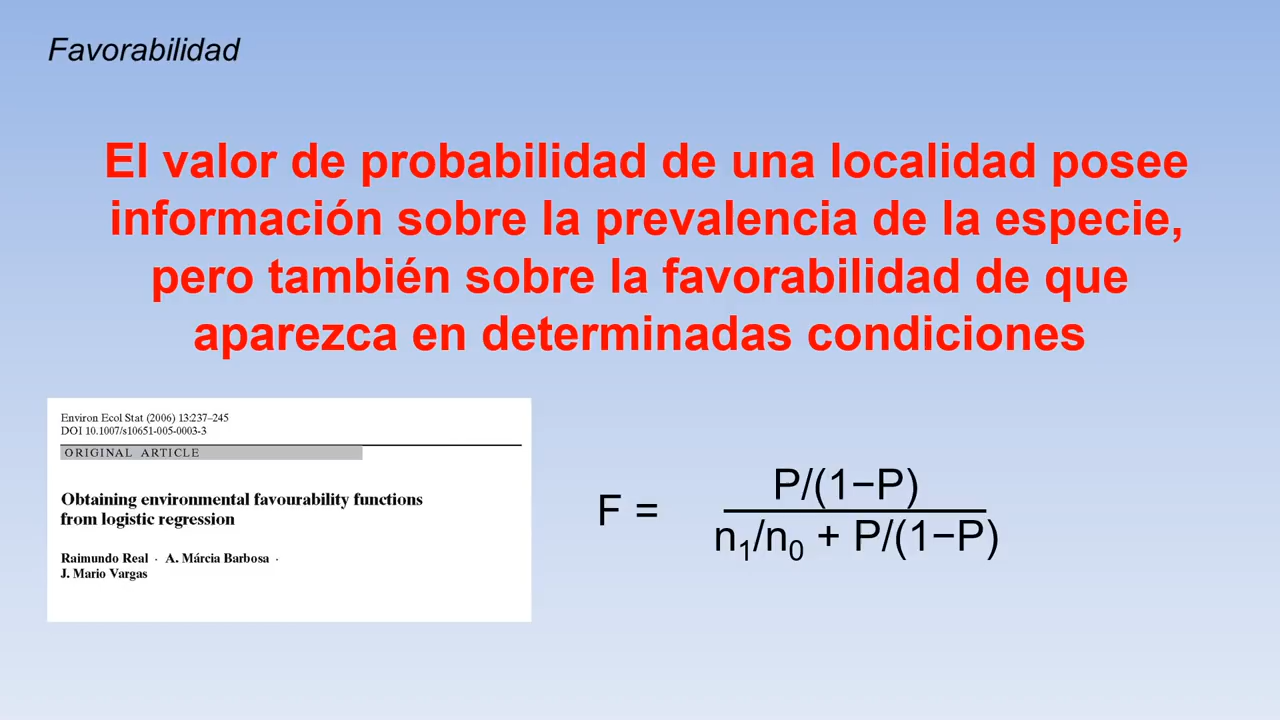 Favorabilidad
El valor de probabilidad de una localidad posee
información sobre la prevalencia de la especie,
pero también sobre la favorabilidad de que
aparezca en determinadas condiciones
Environ Ecol Stat (2006) 13:237–245
DOI 10.1007/s10651-005-0003-3
ORIGINAL ARTICLE
Obtaining environmental favourability functions
from logistic regression
Raimundo Real · A. Márcia Barbosa ·
J. Mario Vargas
P/(1−P)
F =
n₁/n₀ + P/(1−P)